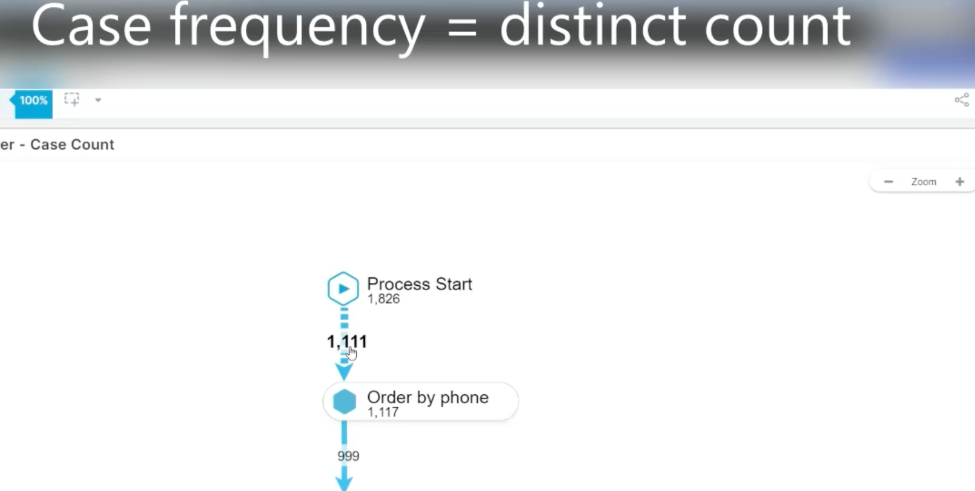 Case frequency = distinct count
100%
er - Case Count
Zoom
Process Start
1,826
1,111
Order by phone
1,117
999